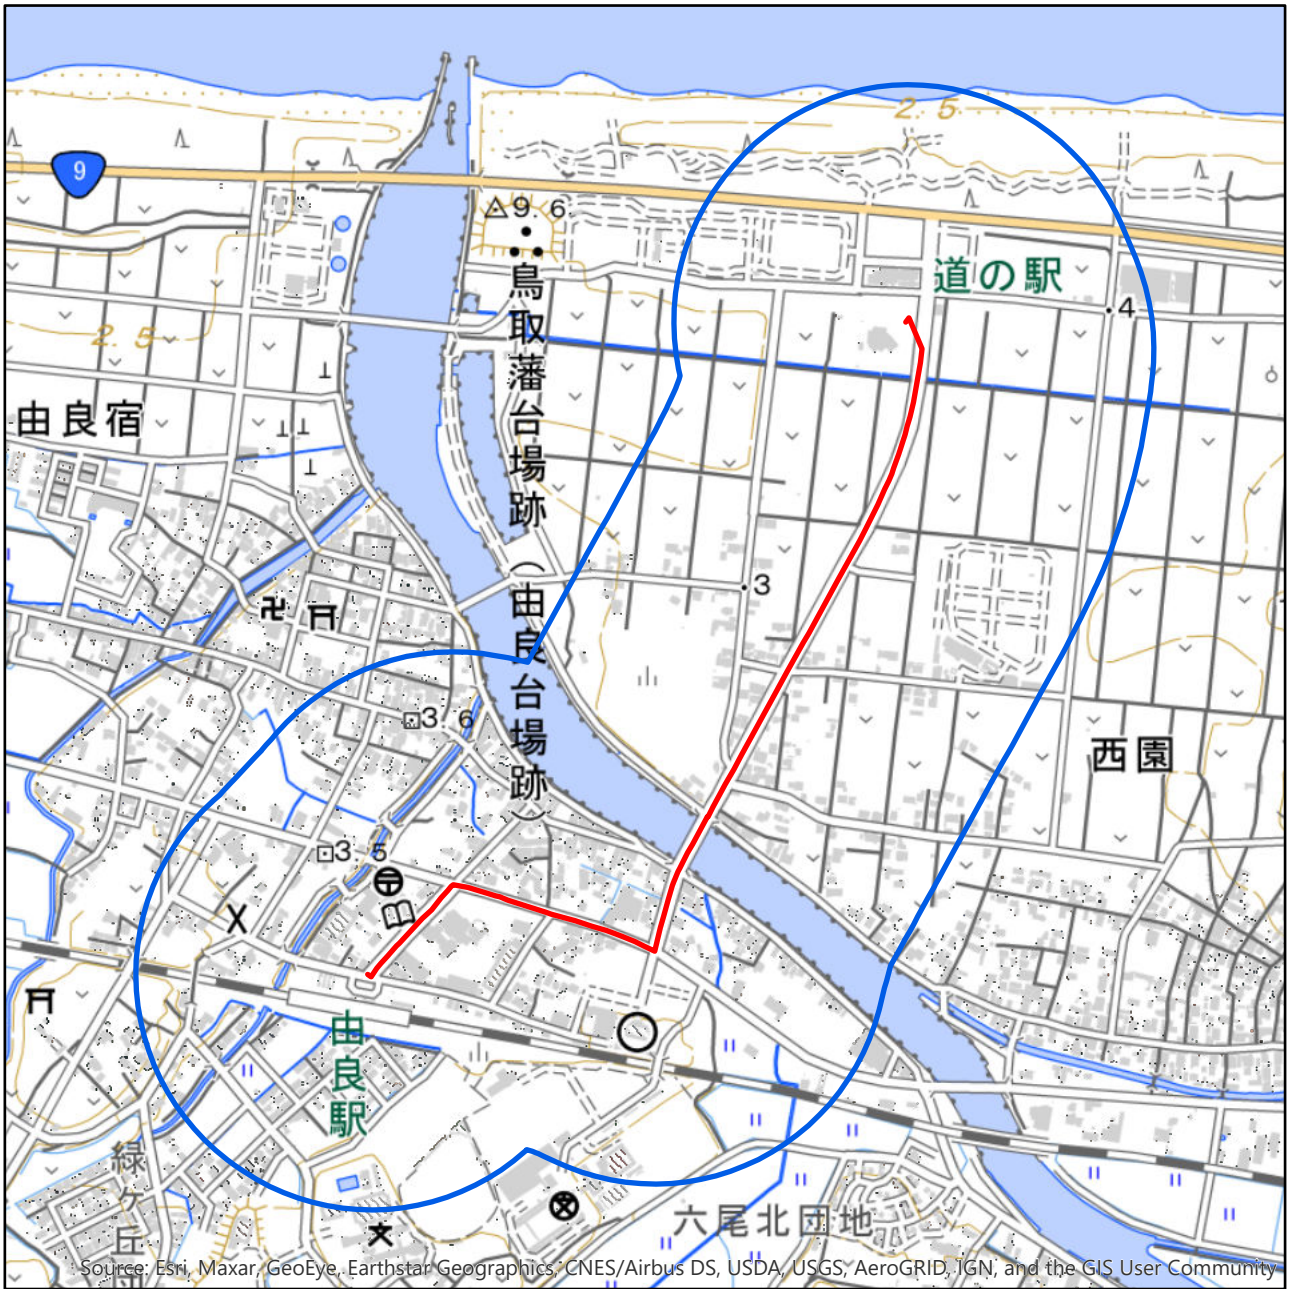 2.5
9
9.6
道の駅
4
鳥取藩台場跡(由良台場跡)
2.5
由良宿
3
3.6
西園
3.5
由良駅
緑ケ丘
六尾北団地
Source: Esri, Maxar, GeoEye, Earthstar Geographics, CNES/Airbus DS, USDA, USGS, AeroGRID, IGN, and the GIS User Community